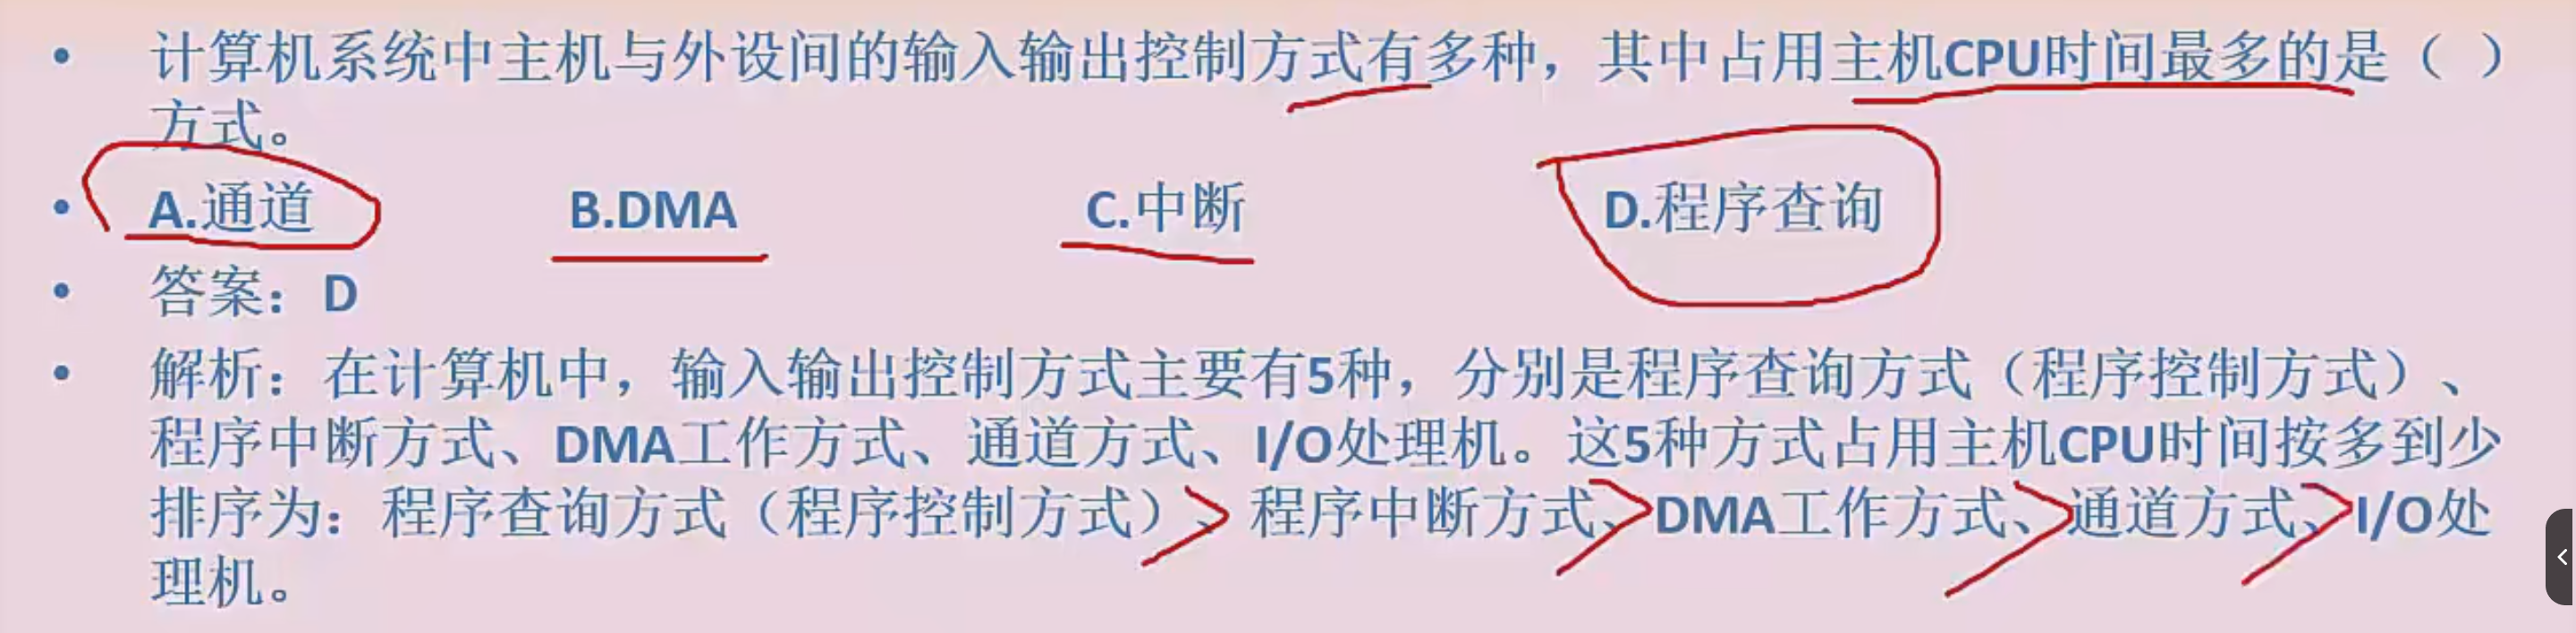 • 计算机系统中主机与外设间的输入输出控制方式有多种，其中占用主机CPU时间最多的是（ ）
方式。
• A.通道 B.DMA C.中断 D.程序查询
• 答案：D
• 解析：在计算机中，输入输出控制方式主要有5种，分别是程序查询方式（程序控制方式）、
程序中断方式、DMA工作方式、通道方式、I/O处理机。这5种方式占用主机CPU时间按多到少
排序为：程序查询方式（程序控制方式）、程序中断方式、DMA工作方式、通道方式、I/O处
理机。